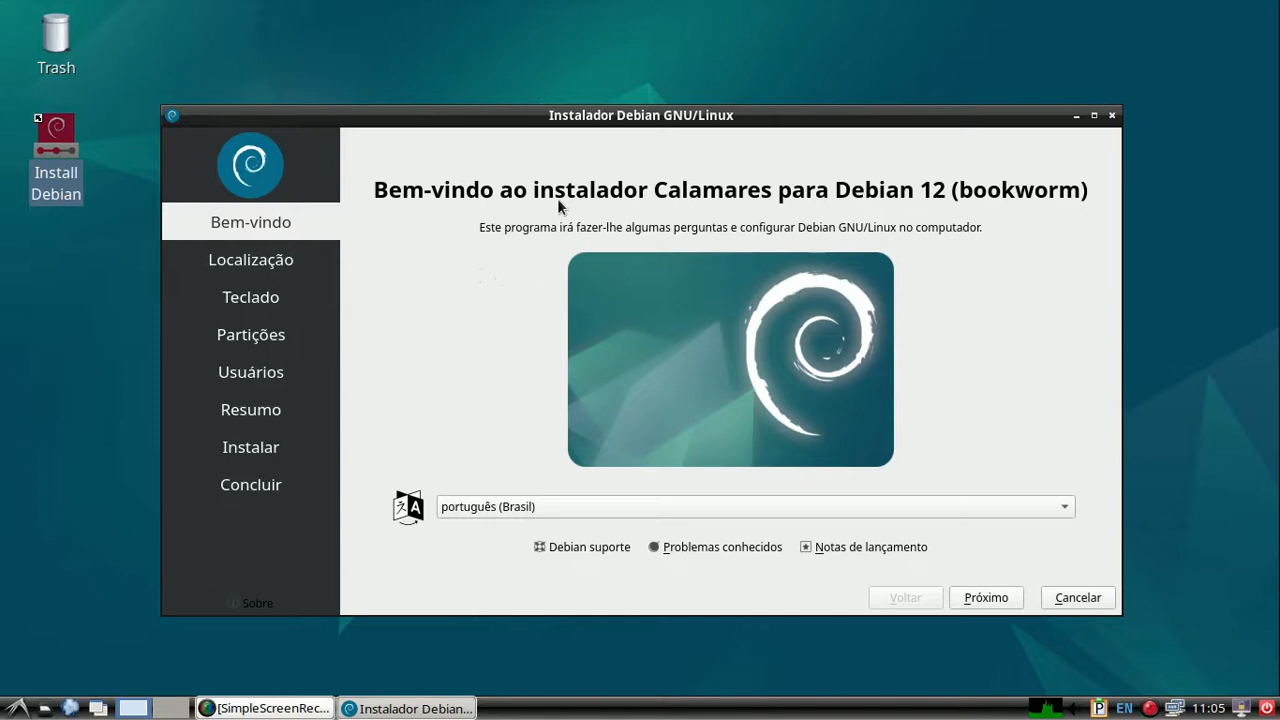 Trash
Install
Debian
Instalador Debian GNU/Linux
Bem-vindo
Localização
Teclado
Partições
Usuários
Resumo
Instalar
Concluir
Sobre
Bem-vindo ao instalador Calamares para Debian 12 (bookworm)
Este programa irá fazer-lhe algumas perguntas e configurar Debian GNU/Linux no computador.
português (Brasil)
Debian suporte Problemas conhecidos Notas de lançamento
Voltar Próximo Cancelar
[SimpleScreenRec... Instalador Debian... EN 11:05